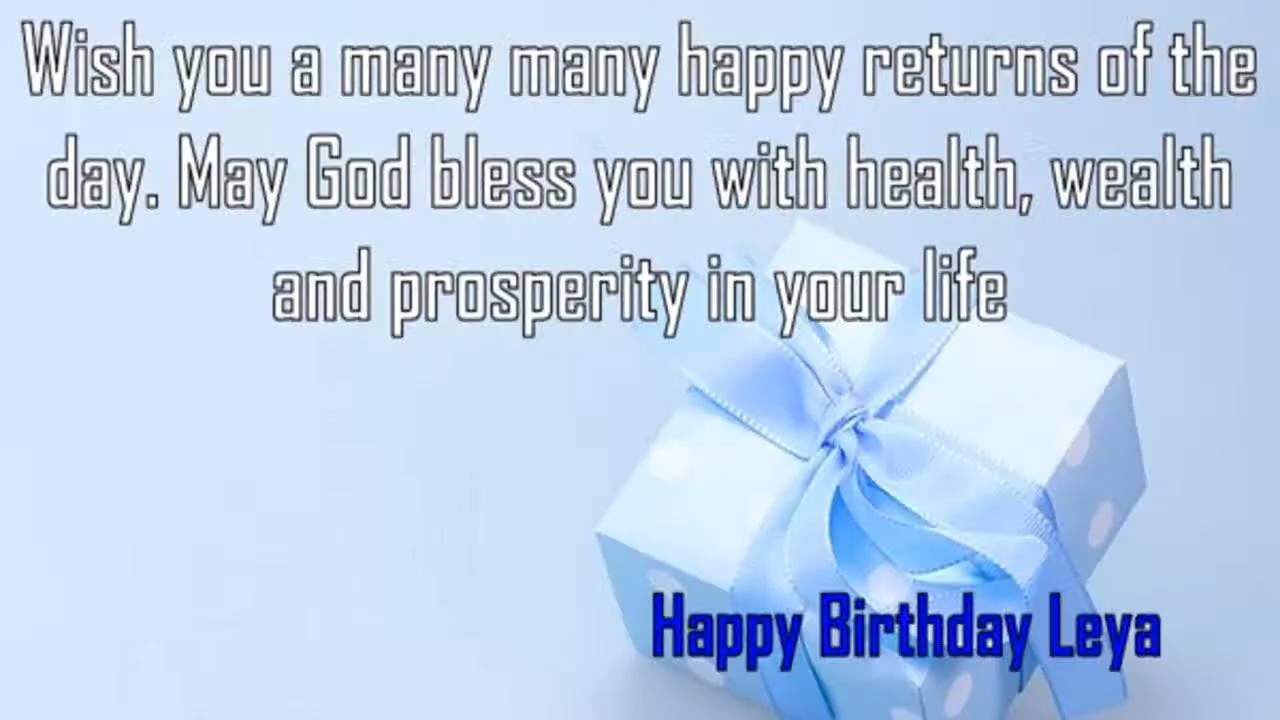 Wish you a many many happy returns of the
day. May God bless you with health, wealth
and prosperity in your life
Happy Birthday Leya